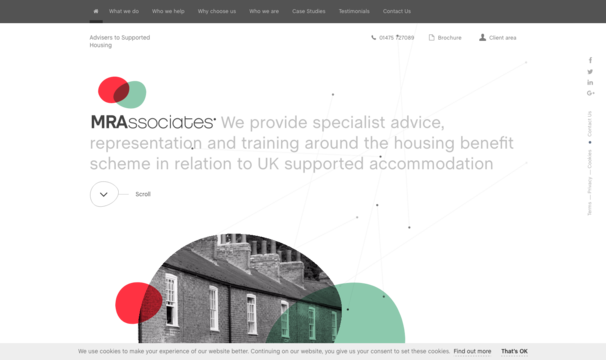 What we do Who we help Why choose us Who we are Case Studies Testimonials Contact Us
Advisers to Supported
Housing
01475 727089 Brochure Client area
MRAssociates We provide specialist advice,
representation and training around the housing benefit
scheme in relation to UK supported accommodation
Scroll
Contact Us
Terms — Privacy — Cookies
We use cookies to make your experience of our website better. Continuing on our website, you give us your consent to set these cookies. Find out more That's OK